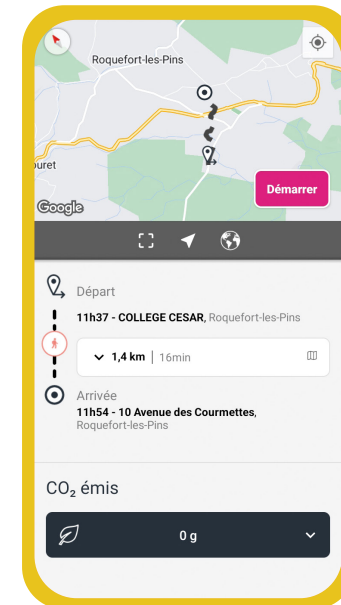 Roquefort-les-Pins
ouret
Google
Démarrer
Départ
11h37 - COLLEGE CESAR, Roquefort-les-Pins
1,4 km | 16min
Arrivée
11h54 - 10 Avenue des Courmettes,
Roquefort-les-Pins
CO₂ émis
0 g